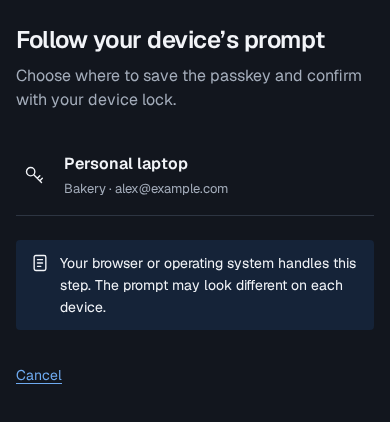 Follow your device’s prompt
Choose where to save the passkey and confirm
with your device lock.
Personal laptop
Bakery · alex@example.com
Your browser or operating system handles this
step. The prompt may look different on each
device.
Cancel